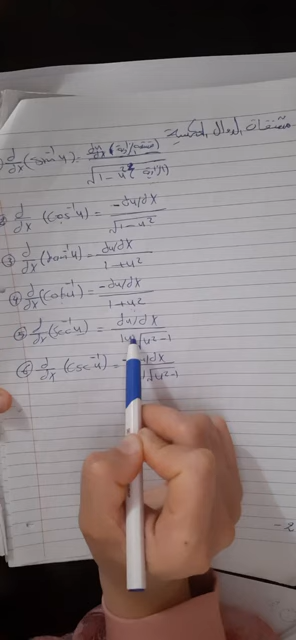 مشتقات الدوال العكسية
① d/dx (sin⁻¹ u) = du/dx / √1-u²
② d/dx (cos⁻¹ u) = -du/dx / √1-u²
③ d/dx (tan⁻¹ u) = du/dx / 1+u²
④ d/dx (cot⁻¹ u) = -du/dx / 1+u²
⑤ d/dx (sec⁻¹ u) = du/dx / |u|√u²-1
⑥ d/dx (csc⁻¹ u) = /dx / √u²-1